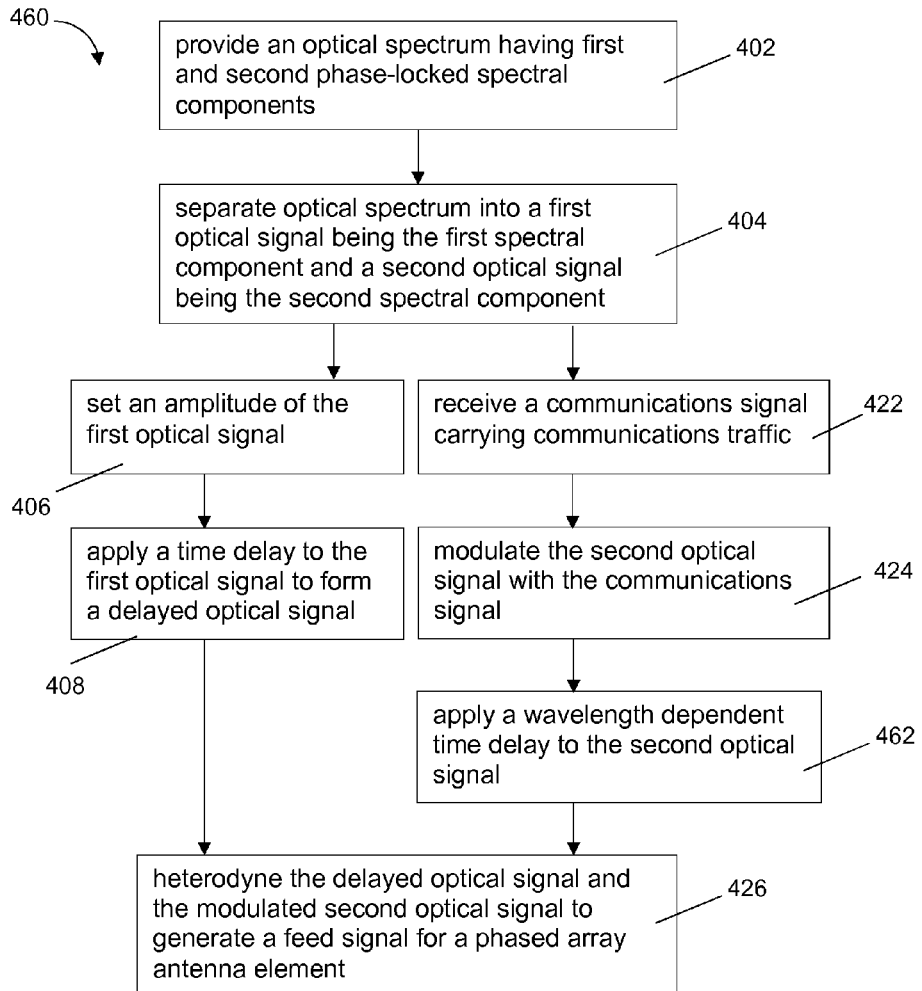 460
provide an optical spectrum having first
and second phase-locked spectral
components
402
separate optical spectrum into a first
optical signal being the first spectral
component and a second optical signal
being the second spectral component
404
set an amplitude of the
first optical signal
406
receive a communications signal
carrying communications traffic
422
apply a time delay to the
first optical signal to form
a delayed optical signal
408
modulate the second optical
signal with the communications
signal
424
apply a wavelength dependent
time delay to the second optical
signal
462
heterodyne the delayed optical signal and
the modulated second optical signal to
generate a feed signal for a phased array
antenna element
426